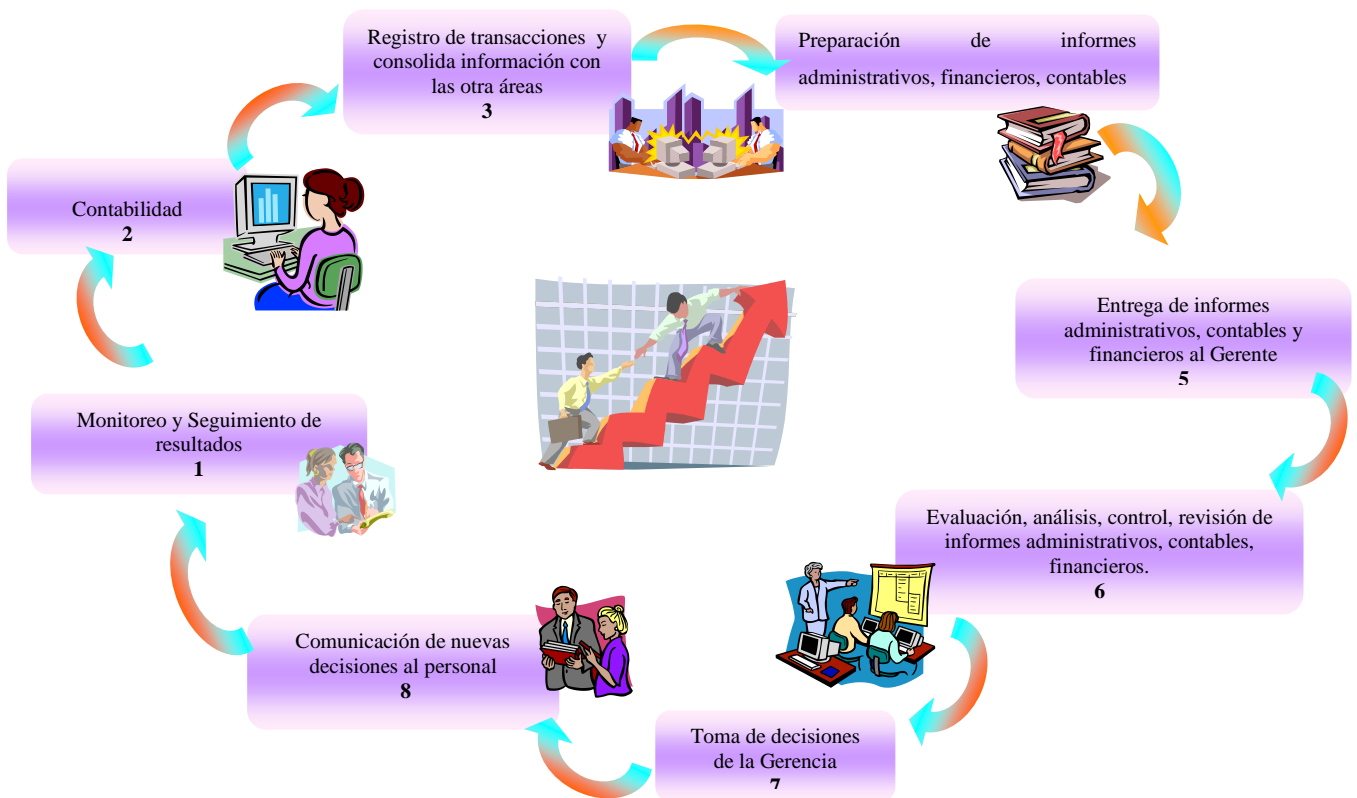 Registro de transacciones y
consolida información con
las otra áreas
3
Preparación de informes
administrativos, financieros, contables
Contabilidad
2
Entrega de informes
administrativos, contables y
financieros al Gerente
5
Monitoreo y Seguimiento de
resultados
1
Evaluación, análisis, control, revisión de
informes administrativos, contables,
financieros.
6
Comunicación de nuevas
decisiones al personal
8
Toma de decisiones
de la Gerencia
7